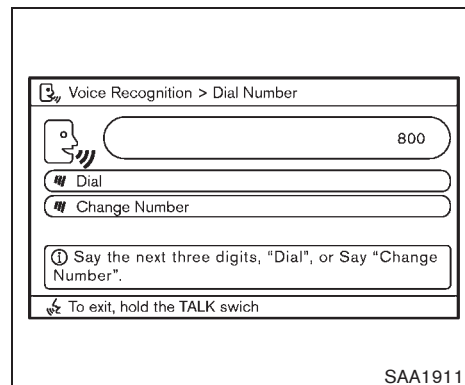 Voice Recognition > Dial Number
800
Dial
Change Number
Say the next three digits, “Dial”, or Say “Change
Number”.
To exit, hold the TALK swich
SAA1911